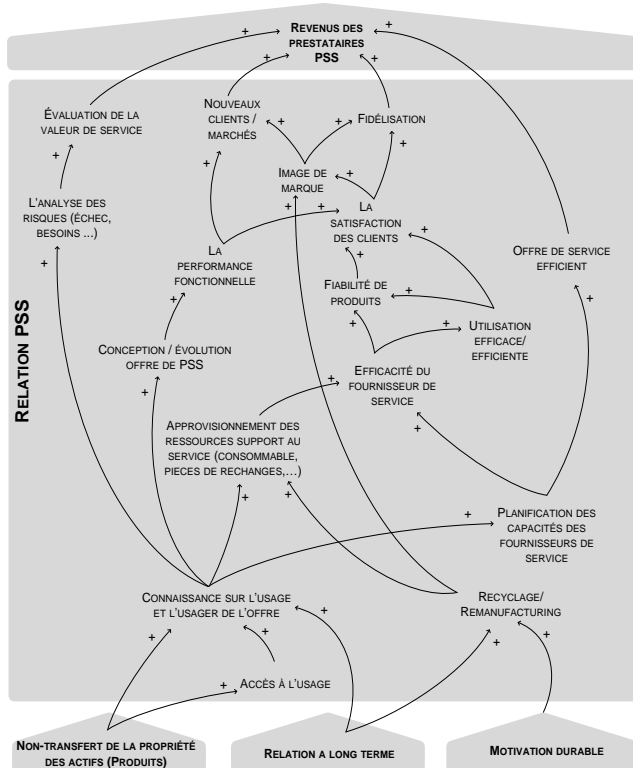 REVENUS DES
PRESTATAIRES
PSS
NOUVEAUX
CLIENTS /
MARCHÉS
ÉVALUATION DE LA
VALEUR DE SERVICE
FIDÉLISATION
IMAGE DE
MARQUE
L'ANALYSE DES
RISQUES (ÉCHEC,
BESOINS ...)
LA
SATISFACTION
DES CLIENTS
LA
PERFORMANCE
FONCTIONNELLE
OFFRE DE SERVICE
EFFICIENT
FIABILITÉ DE
PRODUITS
UTILISATION
EFFICACE/
EFFICIENTE
CONCEPTION / ÉVOLUTION
OFFRE DE PSS
EFFICACITÉ DU
FOURNISSEUR DE
SERVICE
RELATION PSS
APPROVISIONNEMENT DES
RESSOURCES SUPPORT AU
SERVICE (CONSOMMABLE,
PIECES DE RECHANGES,...)
PLANIFICATION DES
CAPACITÉS DES
FOURNISSEURS DE
SERVICE
CONNAISSANCE SUR L'USAGE
ET L'USAGER DE L'OFFRE
RECYCLAGE/
REMANUFACTURING
ACCÈS À L'USAGE
NON-TRANSFERT DE LA PROPRIÉTÉ
DES ACTIFS (PRODUITS)
RELATION A LONG TERME
MOTIVATION DURABLE